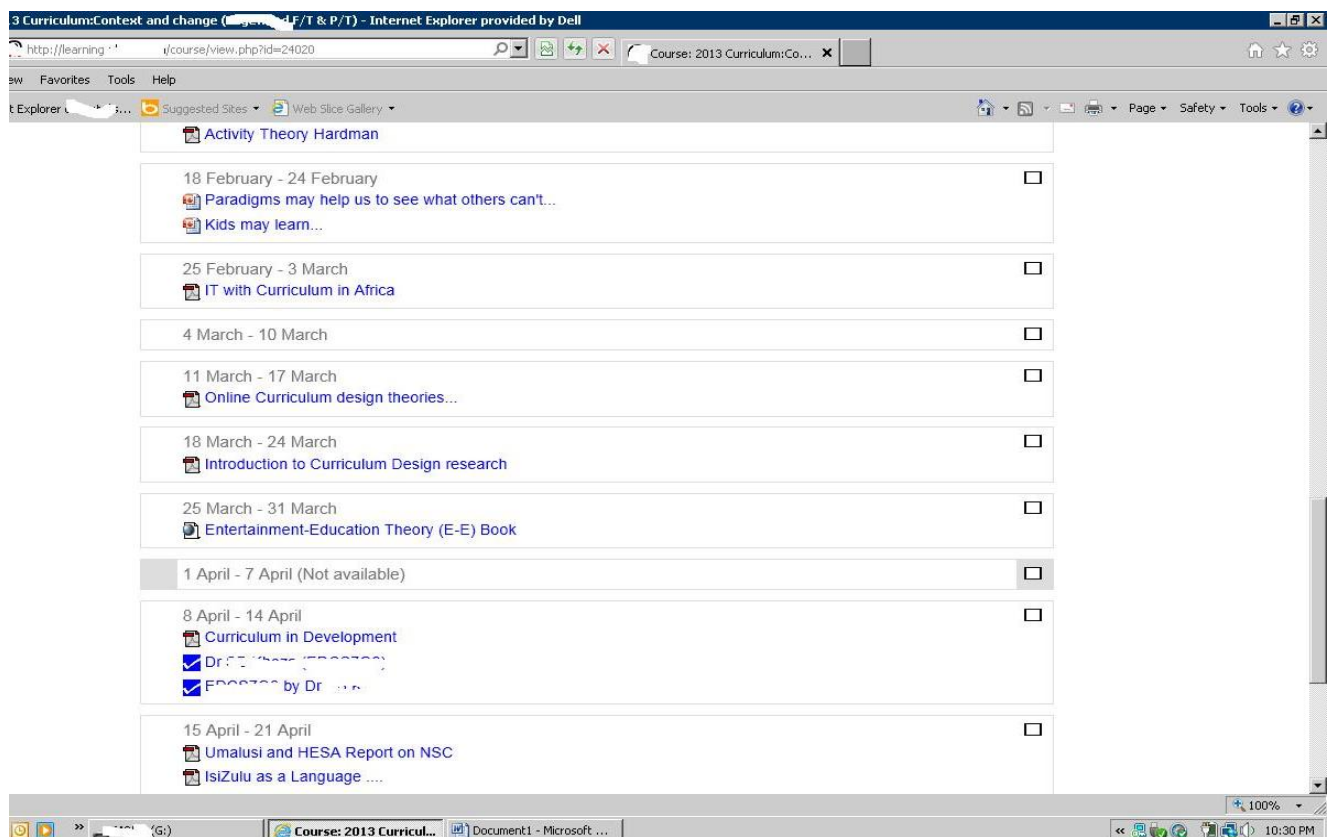 3 Curriculum:Context and change ( F/T & P/T) - Internet Explorer provided by Dell
http://learning /course/view.php?id=24020
Course: 2013 Curriculum:Co...
Favorites Tools Help
t Explorer
Suggested Sites Web Slice Gallery Page Safety Tools
Activity Theory Hardman
18 February - 24 February
Paradigms may help us to see what others can't...
Kids may learn...
25 February - 3 March
IT with Curriculum in Africa
4 March - 10 March
11 March - 17 March
Online Curriculum design theories...
18 March - 24 March
Introduction to Curriculum Design research
25 March - 31 March
Entertainment-Education Theory (E-E) Book
1 April - 7 April (Not available)
8 April - 14 April
Curriculum in Development
Dr
by Dr
15 April - 21 April
Umalusi and HESA Report on NSC
IsiZulu as a Language ....
100%
(G:) Course: 2013 Curricul... Document1 - Microsoft ... 10:30 PM